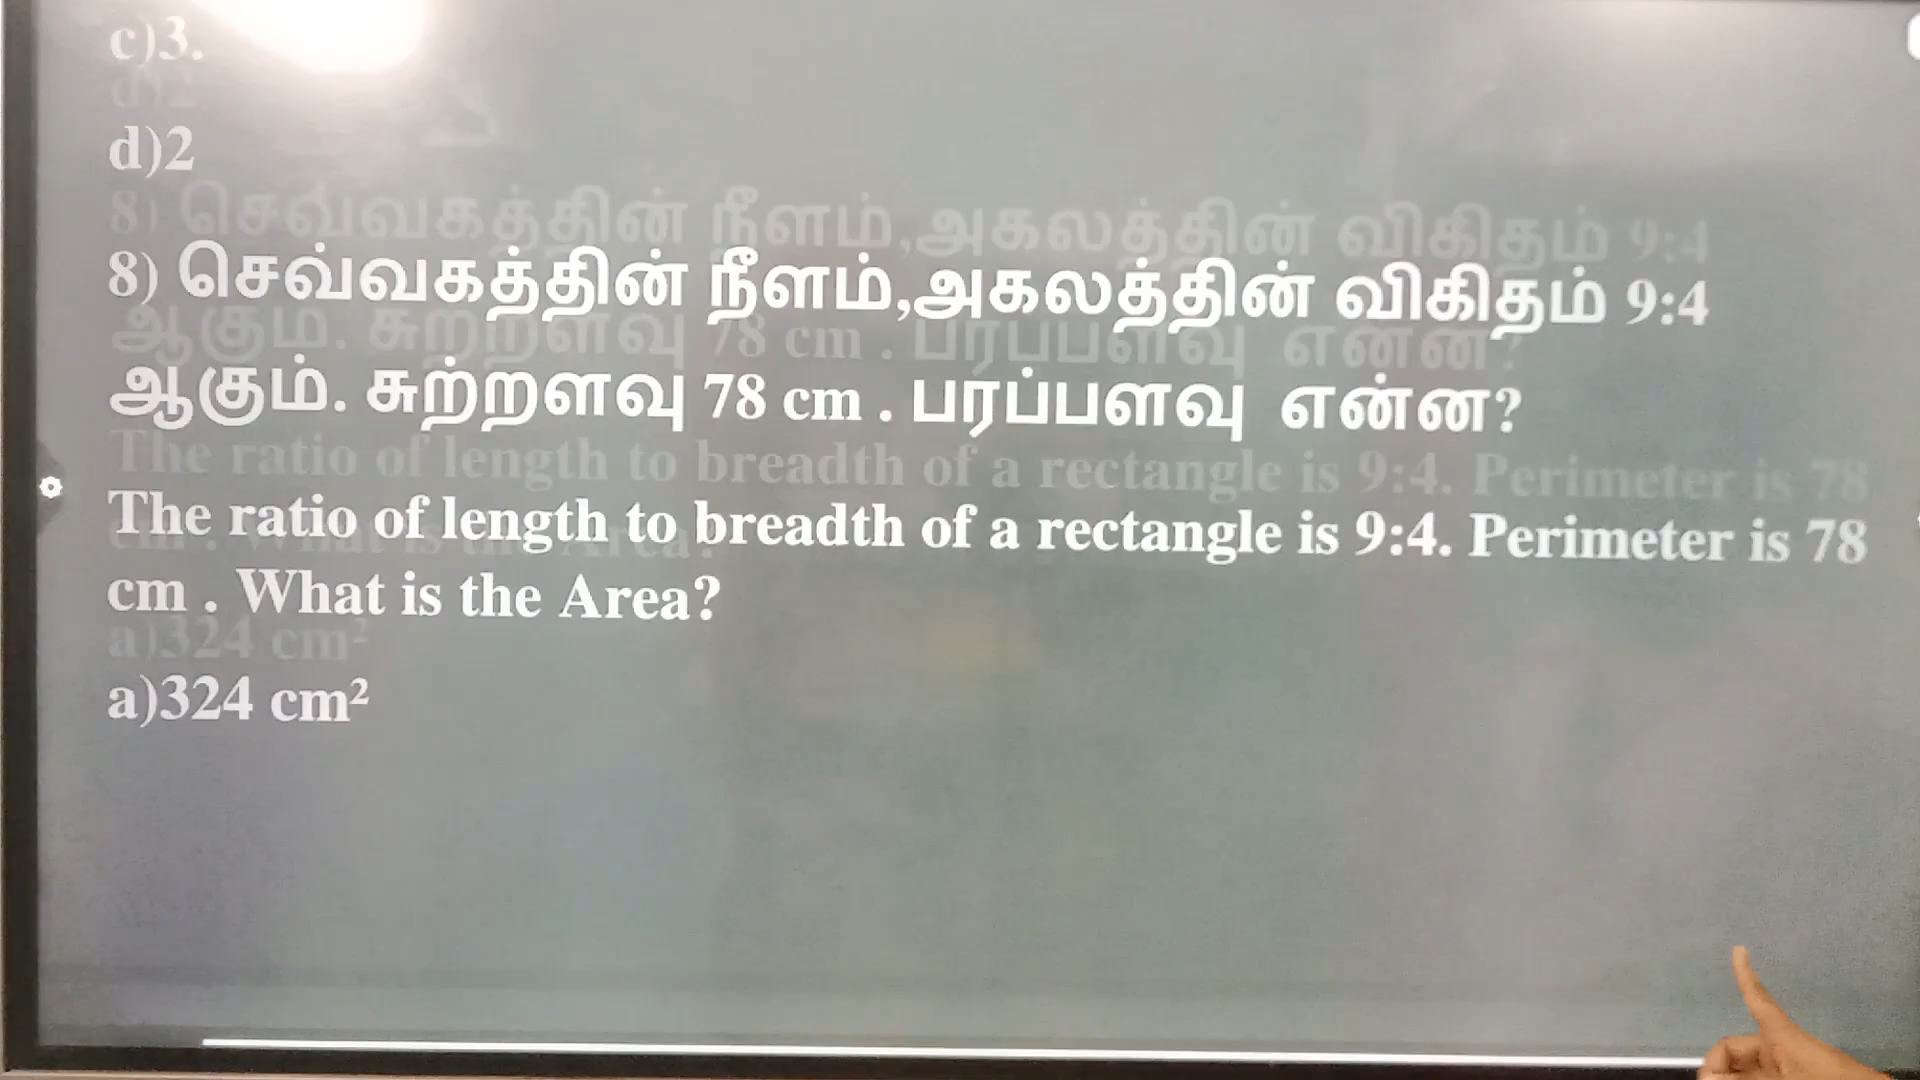 c)3.
d)2
8) செவ்வகத்தின் நீளம்,அகலத்தின் விகிதம் 9:4
ஆகும். சுற்றளவு 78 cm . பரப்பளவு என்ன?
The ratio of length to breadth of a rectangle is 9:4. Perimeter is 78
cm . What is the Area?
a)324 cm²